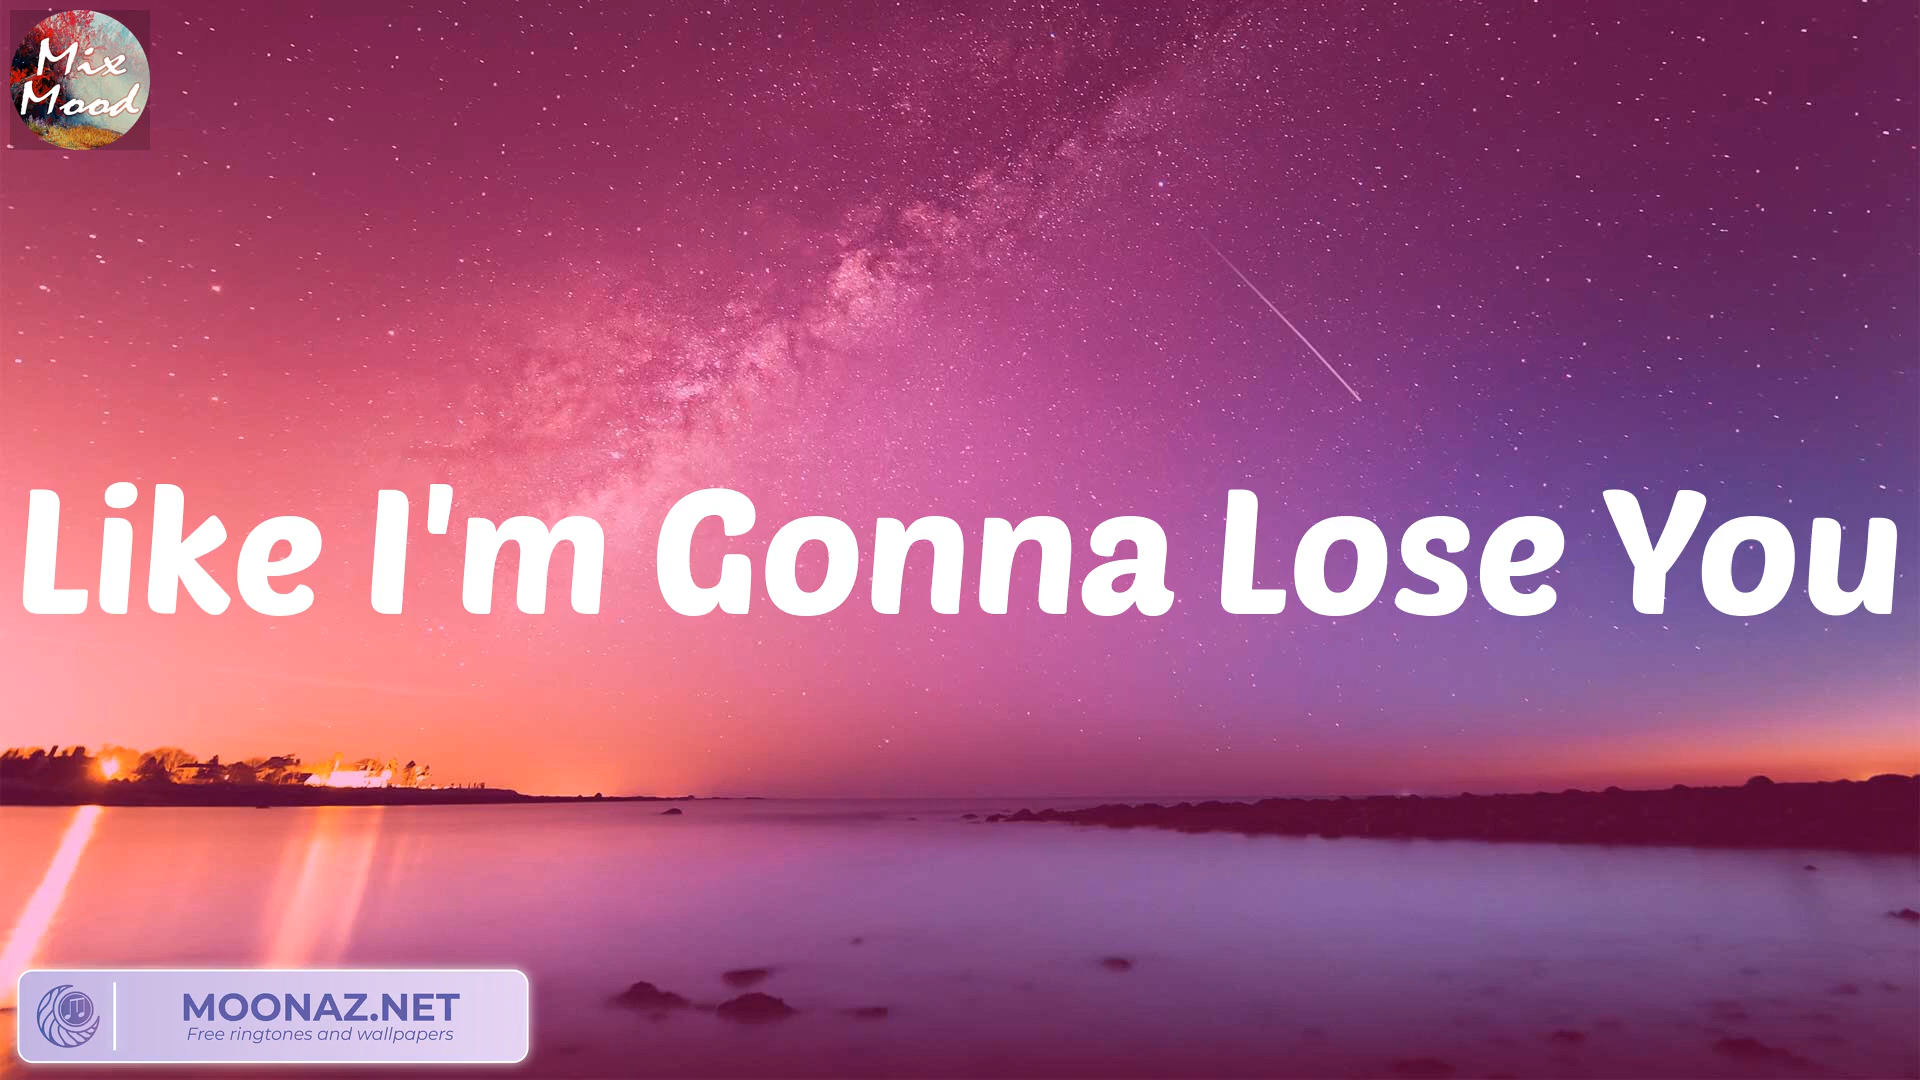 Mix
Mood
Like I'm Gonna Lose You
MOONAZ.NET
Free ringtones and wallpapers